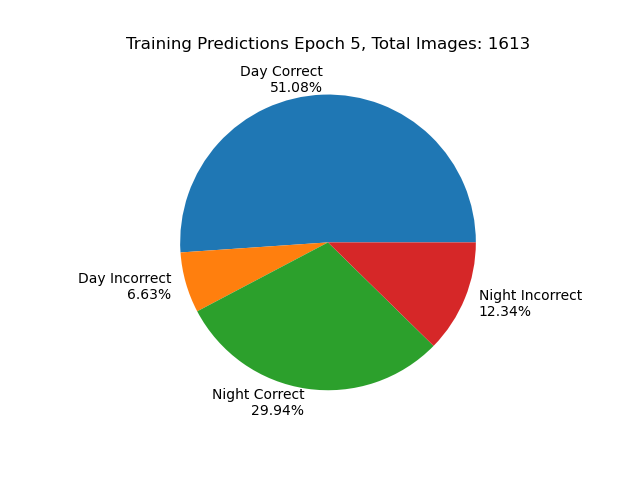 Training Predictions Epoch 5, Total Images: 1613
Day Correct
51.08%
Day Incorrect
6.63%
Night Incorrect
12.34%
Night Correct
29.94%